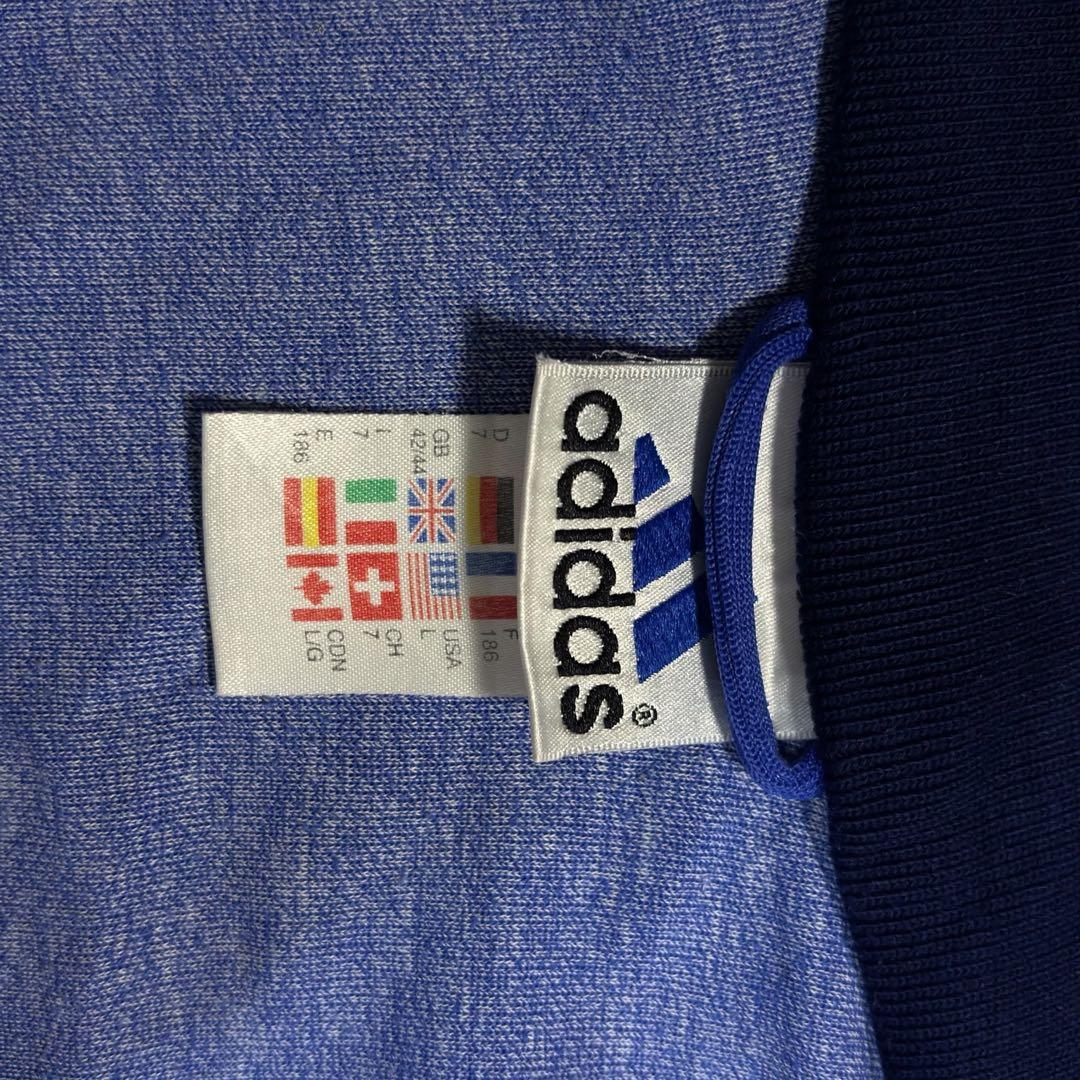 adidas®
D
7
F
186
GB
42/44
USA
L
I
7
CH
7
E
186
CDN
L/G